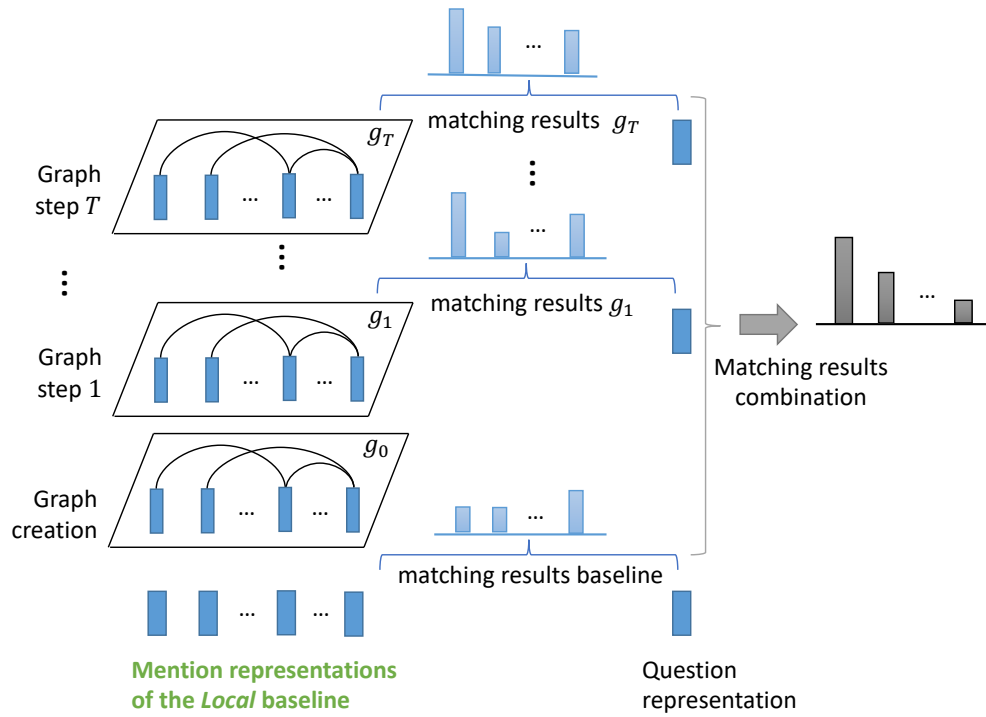 ...
matching results g_T
g_T
Graph
step T
... ...
...
matching results g_1
...
g_1
Graph
step 1
... ...
Matching results
combination
g_0
Graph
creation
... ...
...
matching results baseline
... ...
Mention representations
of the Local baseline
Question
representation